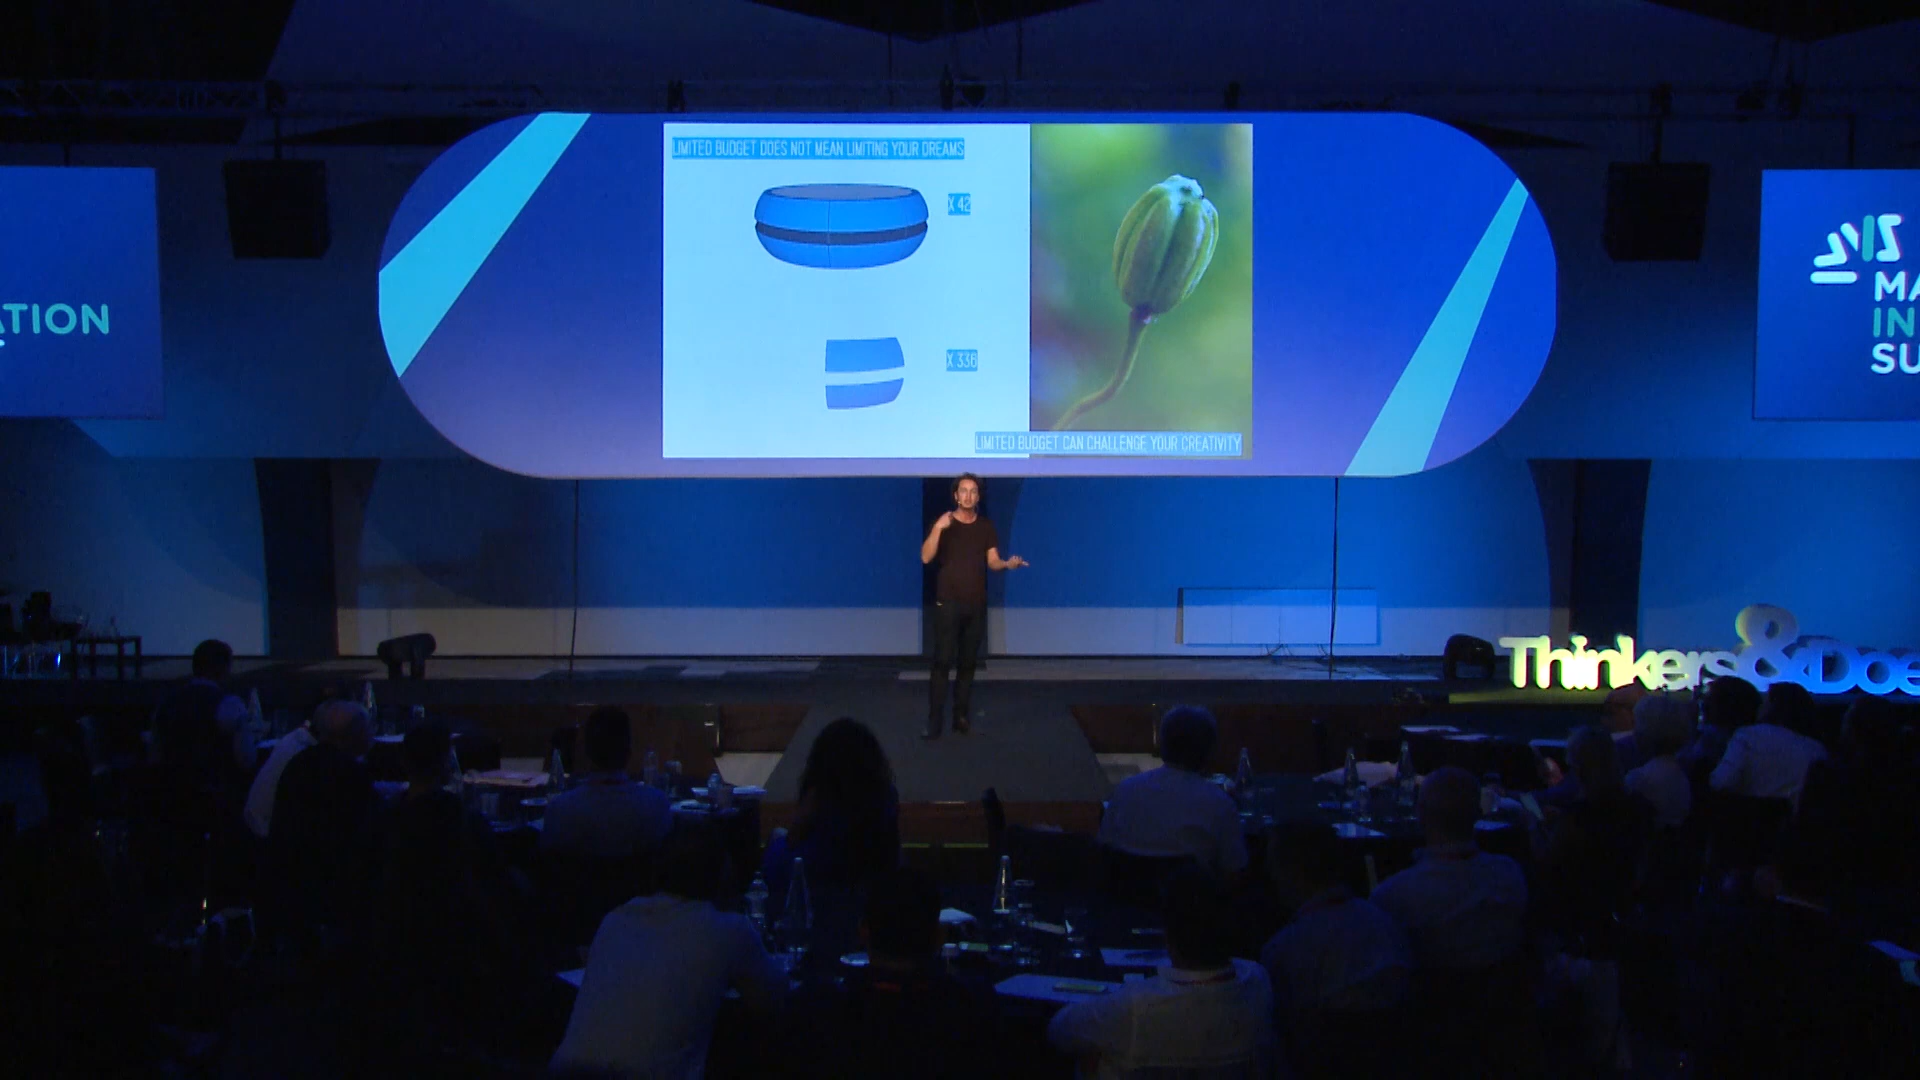 LIMITED BUDGET DOES NOT MEAN LIMITING YOUR DREAMS
X 42
X 336
LIMITED BUDGET CAN CHALLENGE YOUR CREATIVITY
ATION
MA
IN
SU
Thinkers&Doe